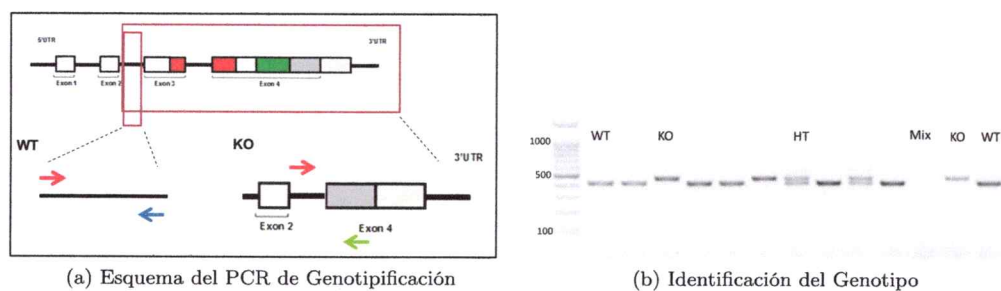 5'UTR
3'UTR
Exon 1
Exon 2
Exon 3
Exon 4
WT
KO
3'UTR
Exon 2
Exon 4
(a) Esquema del PCR de Genotipificación
1000
500
100
WT
KO
HT
Mix
KO
WT
(b) Identificación del Genotipo